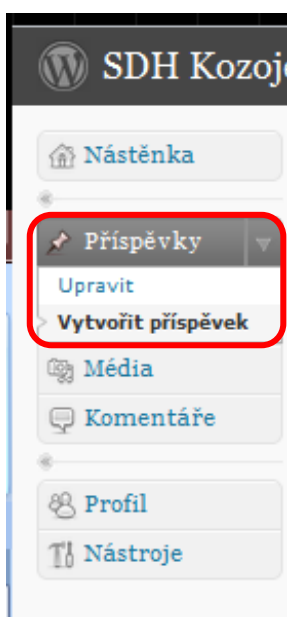 SDH Kozoj
Nástěnka
Příspěvky
Upravit
Vytvořit příspěvek
Média
Komentáře
Profil
Nástroje